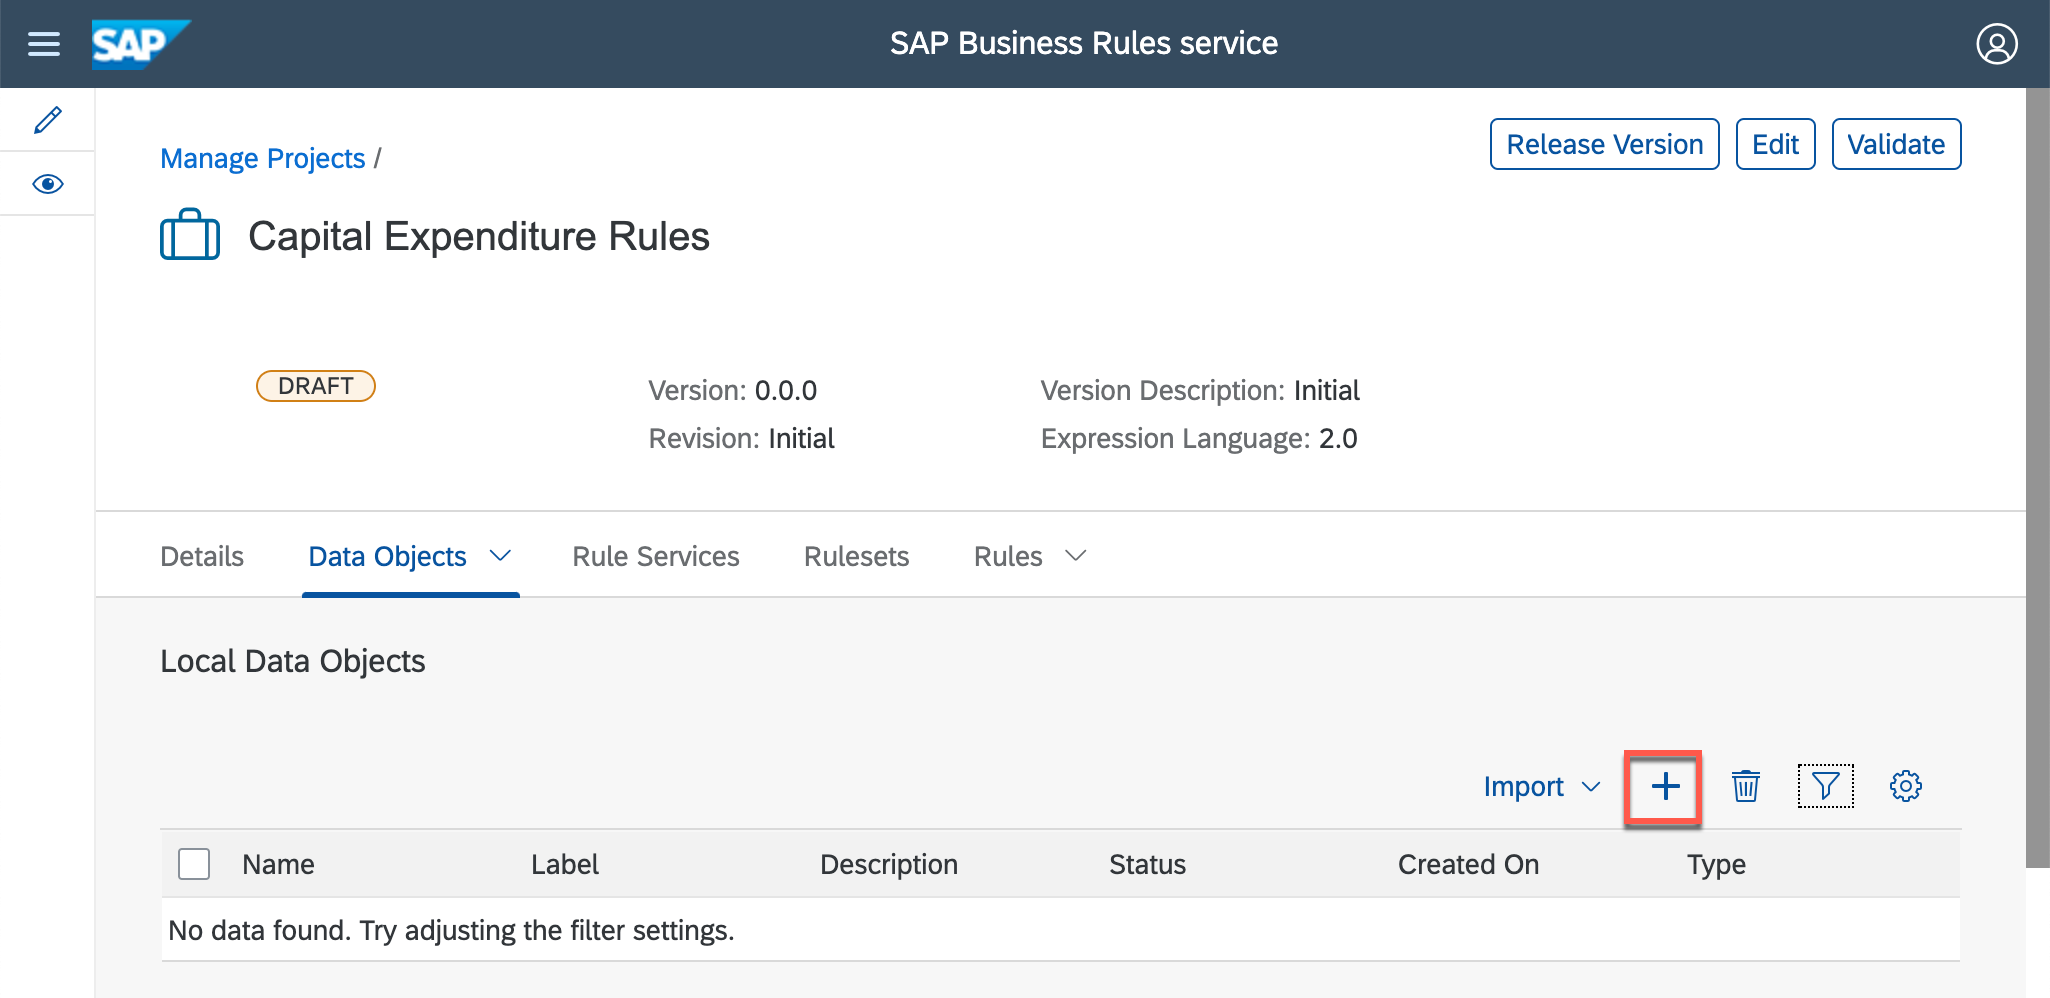 SAP
SAP Business Rules service
Manage Projects /
Release Version
Edit
Validate
Capital Expenditure Rules
DRAFT
Version: 0.0.0
Version Description: Initial
Revision: Initial
Expression Language: 2.0
Details
Data Objects
Rule Services
Rulesets
Rules
Local Data Objects
Import
Name
Label
Description
Status
Created On
Type
No data found. Try adjusting the filter settings.